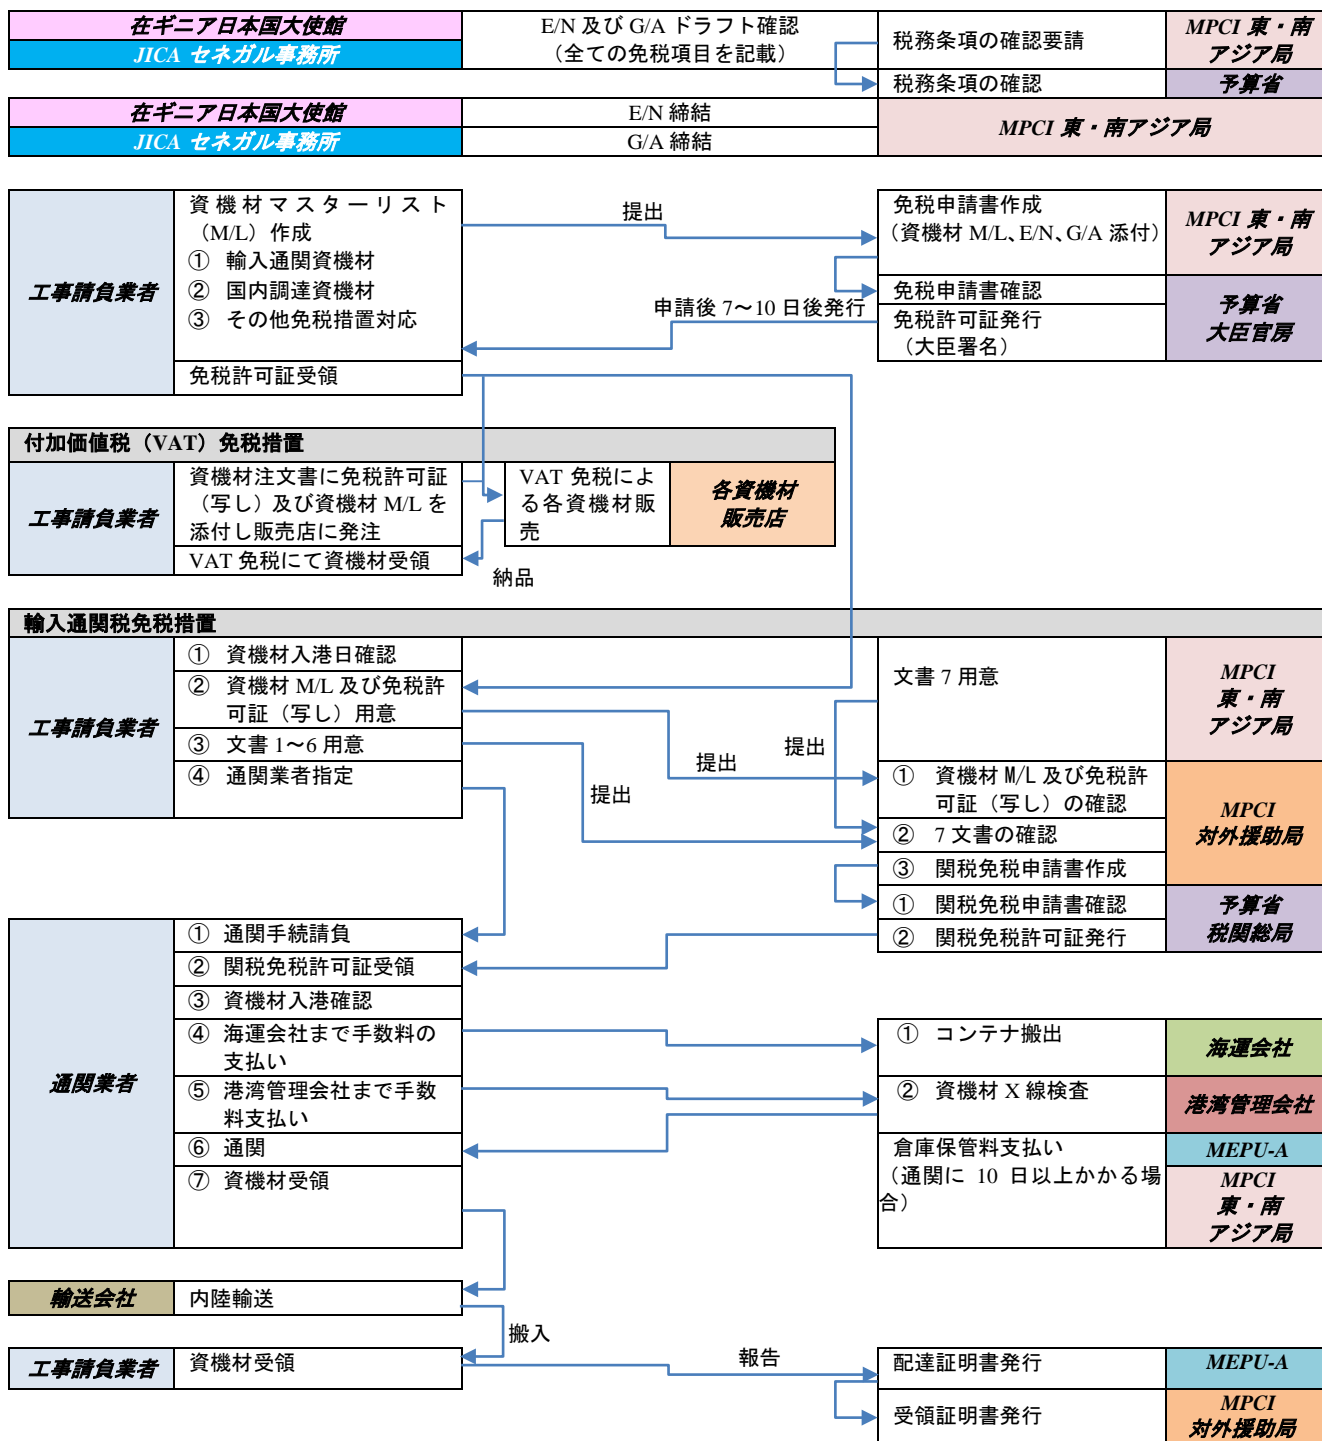 在ギニア日本国大使館
JICA セネガル事務所
E/N 及び G/A ドラフト確認
（全ての免税項目を記載）
税務条項の確認要請
MPCI 東・南
アジア局
税務条項の確認
予算省
在ギニア日本国大使館
JICA セネガル事務所
E/N 締結
G/A 締結
MPCI 東・南アジア局
工事請負業者
資機材マスターリスト
（M/L）作成
① 輸入通関資機材
② 国内調達資機材
③ その他免税措置対応
免税許可証受領
提出
申請後 7～10 日後発行
免税申請書作成
（資機材 M/L、E/N、G/A 添付）
MPCI 東・南
アジア局
免税申請書確認
免税許可証発行
（大臣署名）
予算省
大臣官房
付加価値税（VAT）免税措置
工事請負業者
資機材注文書に免税許可証
（写し）及び資機材 M/L を
添付し販売店に発注
VAT 免税にて資機材受領
VAT 免税によ
る各資機材販
売
各資機材
販売店
納品
輸入通関税免税措置
工事請負業者
① 資機材入港日確認
② 資機材 M/L 及び免税許
可証（写し）用意
③ 文書 1～6 用意
④ 通関業者指定
提出
提出
提出
文書 7 用意
MPCI
東・南
アジア局
① 資機材 M/L 及び免税許
可証（写し）の確認
② 7 文書の確認
③ 関税免税申請書作成
MPCI
対外援助局
① 関税免税申請書確認
② 関税免税許可証発行
予算省
税関総局
通関業者
① 通関手続請負
② 関税免税許可証受領
③ 資機材入港確認
④ 海運会社まで手数料の
支払い
⑤ 港湾管理会社まで手数
料支払い
⑥ 通関
⑦ 資機材受領
① コンテナ搬出
海運会社
② 資機材 X 線検査
港湾管理会社
倉庫保管料支払い
（通関に 10 日以上かかる場
合）
MEPU-A
MPCI
東・南
アジア局
輸送会社
内陸輸送
搬入
工事請負業者
資機材受領
報告
配達証明書発行
MEPU-A
受領証明書発行
MPCI
対外援助局